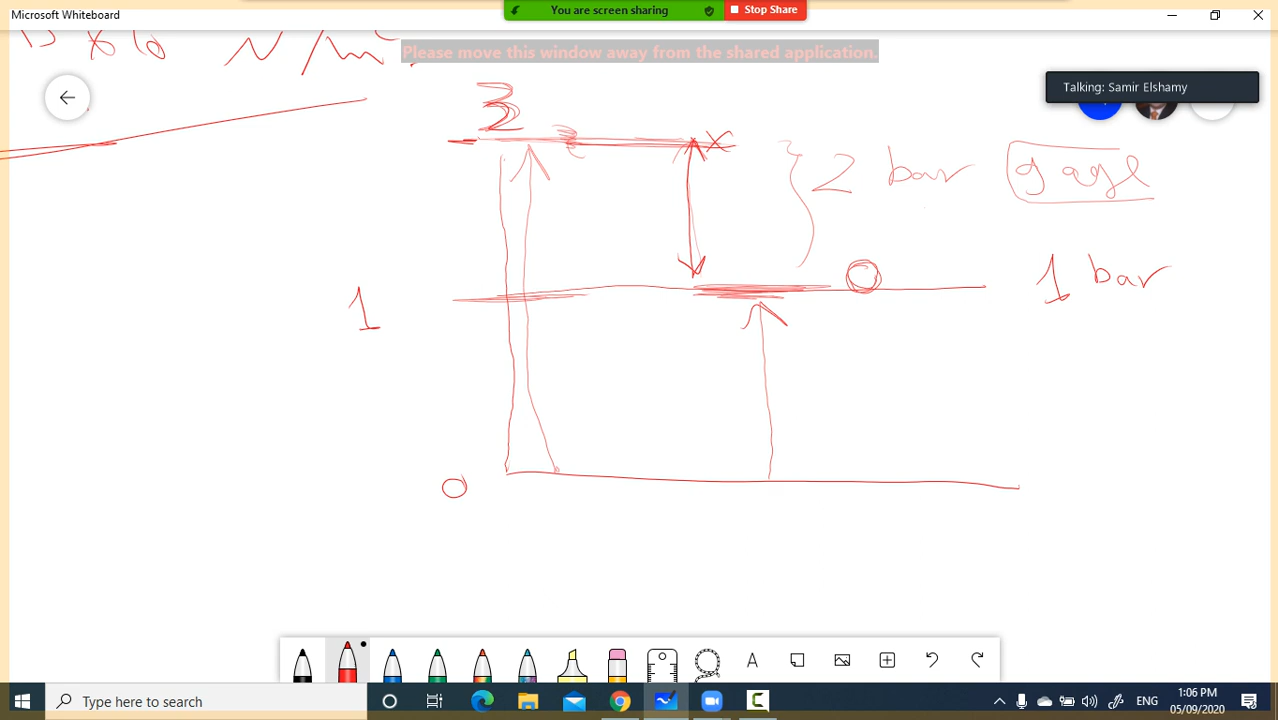 You are screen sharing
Stop Share
Microsoft Whiteboard
Please move this window away from the shared application.
Talking: Samir Elshamy
3
x
2 bar gage
0
1 bar
1
0
A
Type here to search
ENG
1:06 PM
05/09/2020